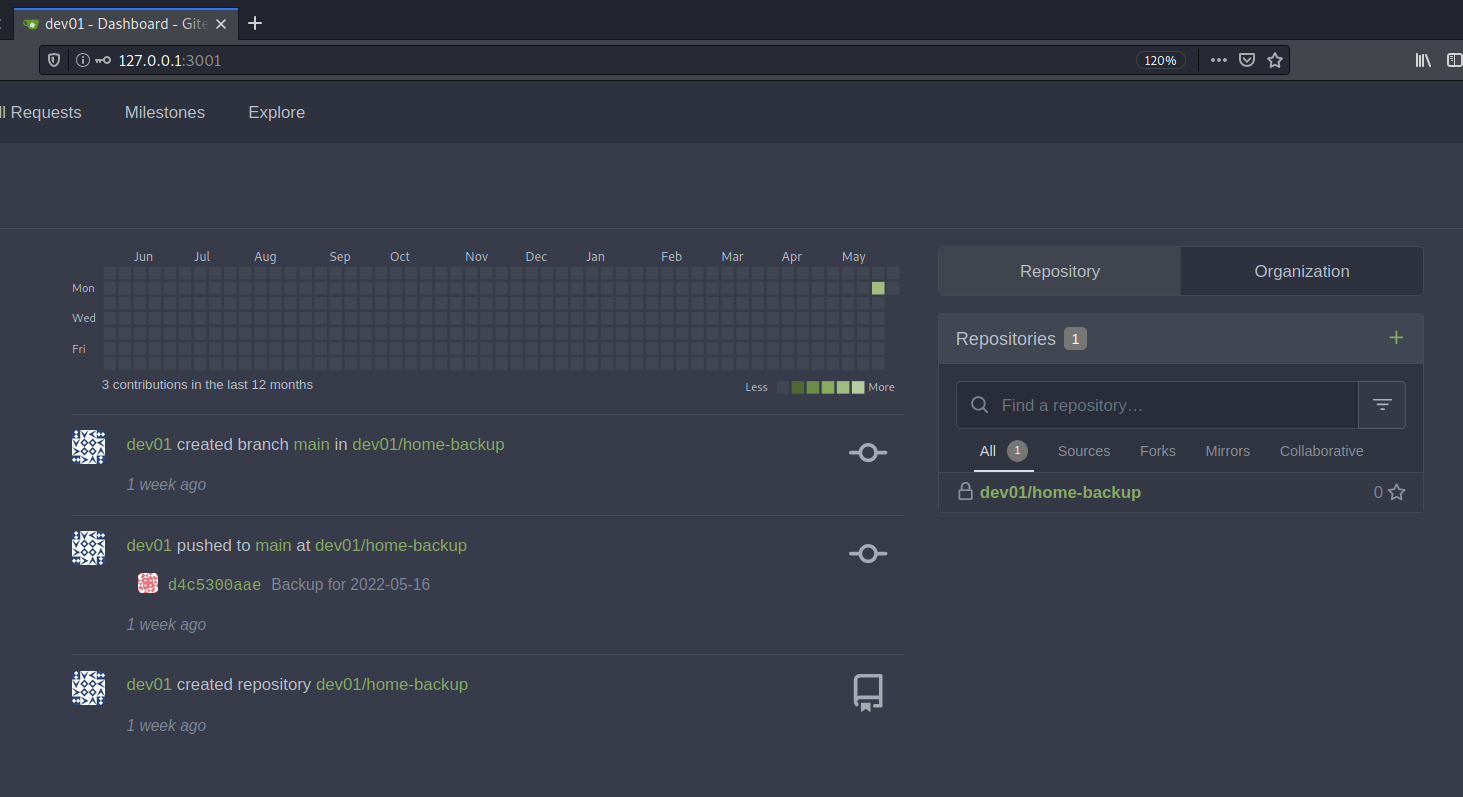 dev01 - Dashboard - Gite
127.0.0.1:3001
120%
ll Requests Milestones Explore
Jun Jul Aug Sep Oct Nov Dec Jan Feb Mar Apr May
Mon
Wed
Fri
3 contributions in the last 12 months
Less More
dev01 created branch main in dev01/home-backup
1 week ago
dev01 pushed to main at dev01/home-backup
d4c5300aae Backup for 2022-05-16
1 week ago
dev01 created repository dev01/home-backup
1 week ago
Repository Organization
Repositories 1
Find a repository…
All 1 Sources Forks Mirrors Collaborative
dev01/home-backup 0